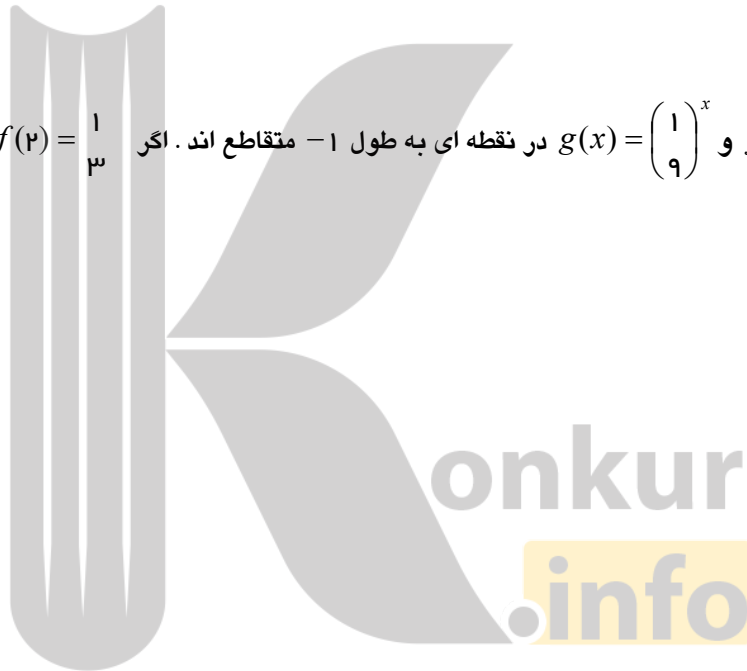 و g(x) = (۱/۹)^x در نقطه ای به طول ۱− متقاطع اند . اگر f(۲) = ۱/۳
onkur
.info